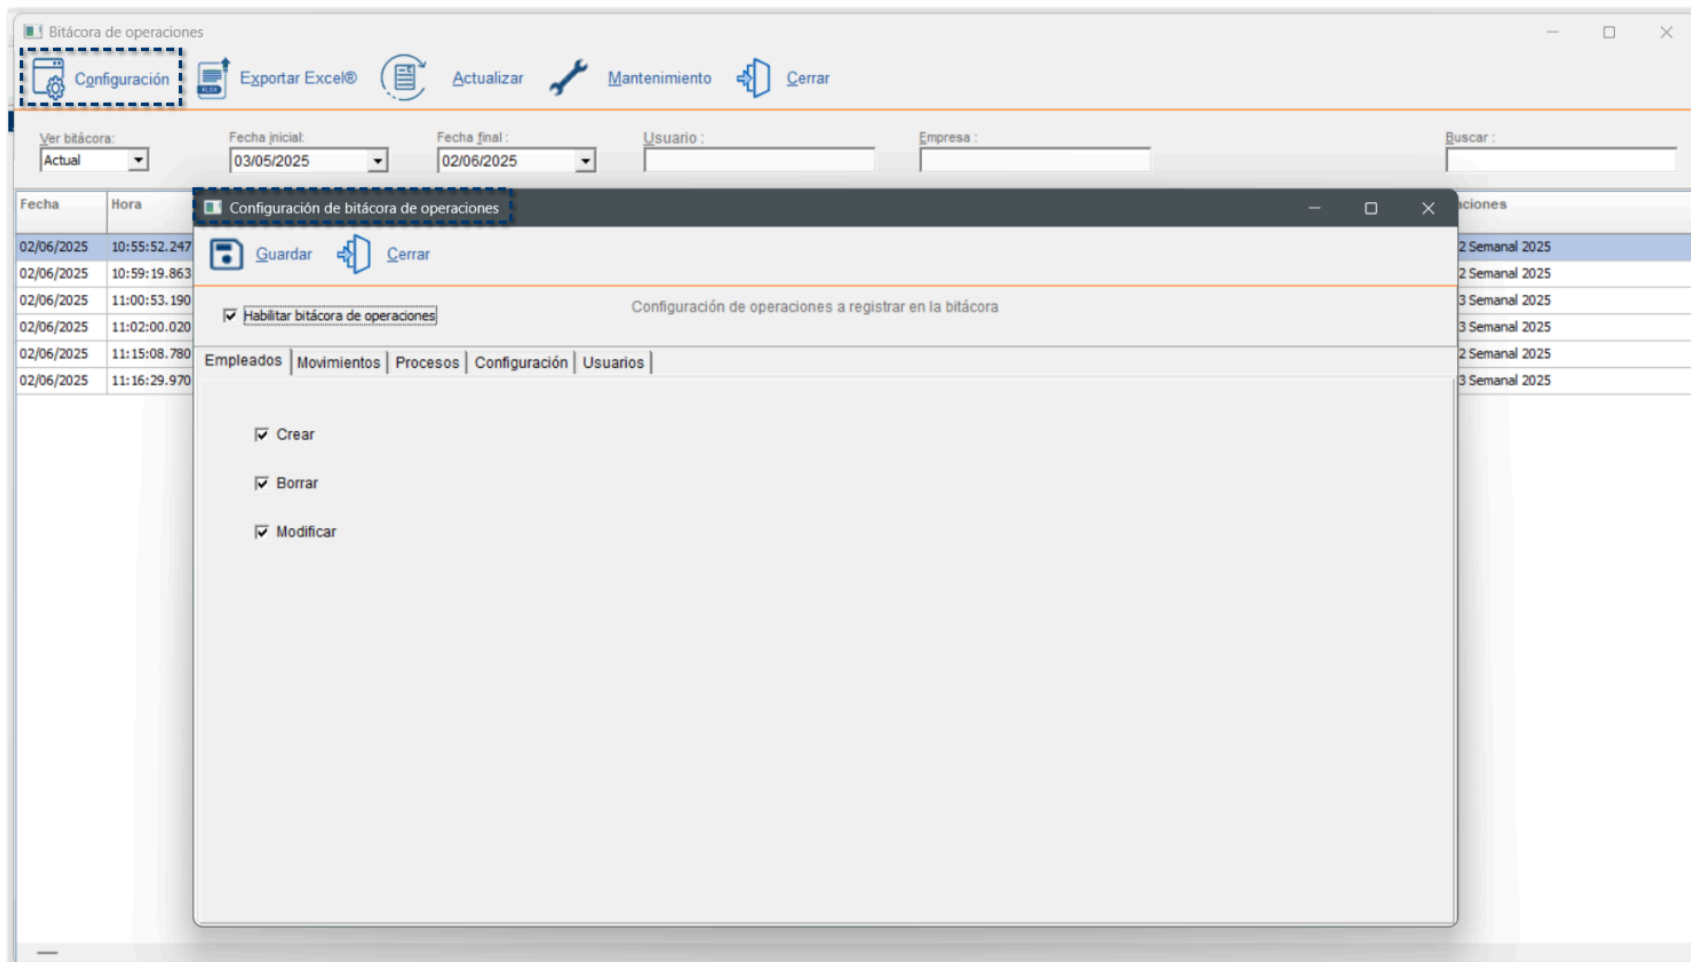 Bitácora de operaciones
Configuración Exportar Excel® Actualizar Mantenimiento Cerrar
XLSX
Ver bitácora: Fecha inicial: Fecha final : Usuario : Empresa : Buscar :
Actual 03/05/2025 02/06/2025
Fecha Hora aciones
Configuración de bitácora de operaciones
02/06/2025 10:55:52.247 2 Semanal 2025
Guardar Cerrar
02/06/2025 10:59:19.863 2 Semanal 2025
02/06/2025 11:00:53.190 3 Semanal 2025
Habilitar bitácora de operaciones Configuración de operaciones a registrar en la bitácora
02/06/2025 11:02:00.020 3 Semanal 2025
02/06/2025 11:15:08.780 2 Semanal 2025
Empleados Movimientos Procesos Configuración Usuarios
02/06/2025 11:16:29.970 3 Semanal 2025
Crear
Borrar
Modificar